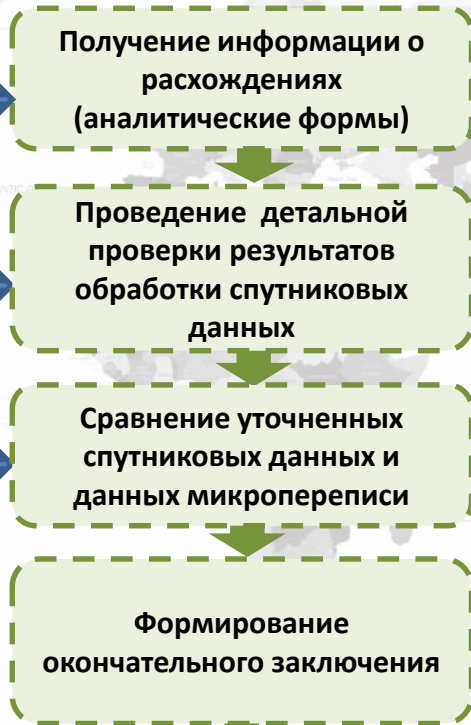 Получение информации о
расхождениях
(аналитические формы)
Проведение детальной
проверки результатов
обработки спутниковых
данных
Сравнение уточненных
спутниковых данных и
данных микропереписи
Формирование
окончательного заключения